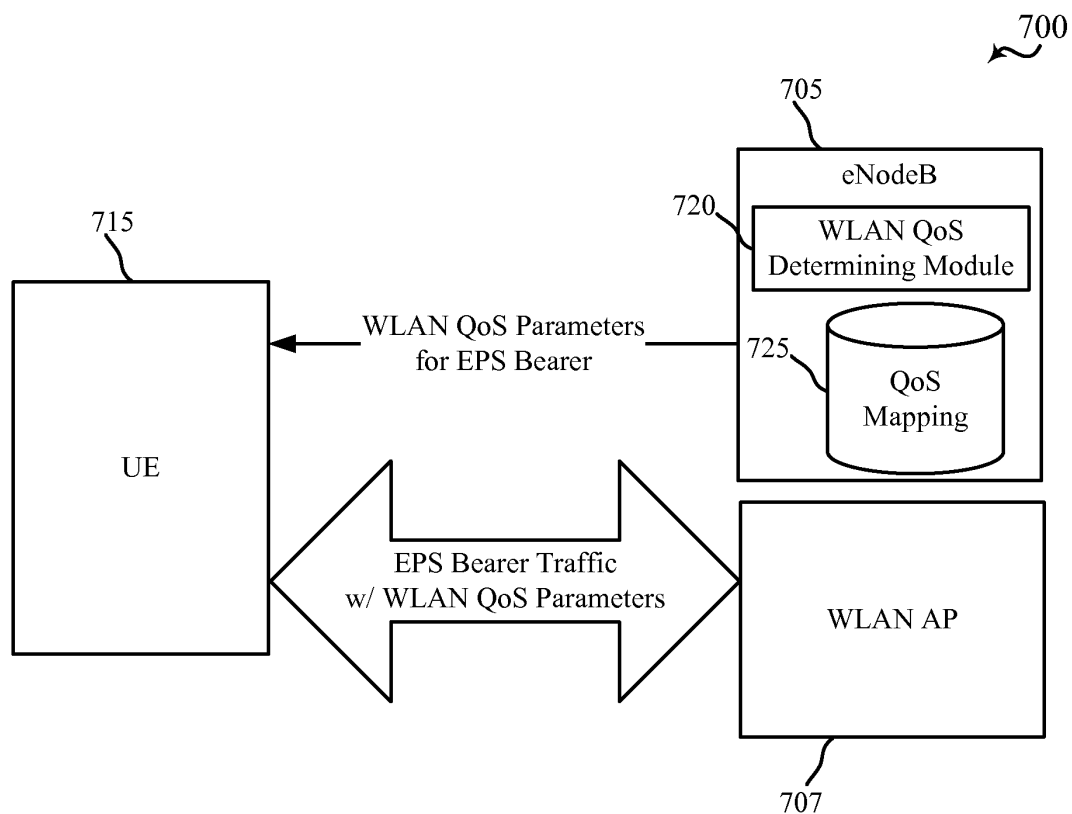 700
705
eNodeB
720
WLAN QoS
Determining Module
715
WLAN QoS Parameters
for EPS Bearer
725
QoS
Mapping
UE
EPS Bearer Traffic
w/ WLAN QoS Parameters
WLAN AP
707